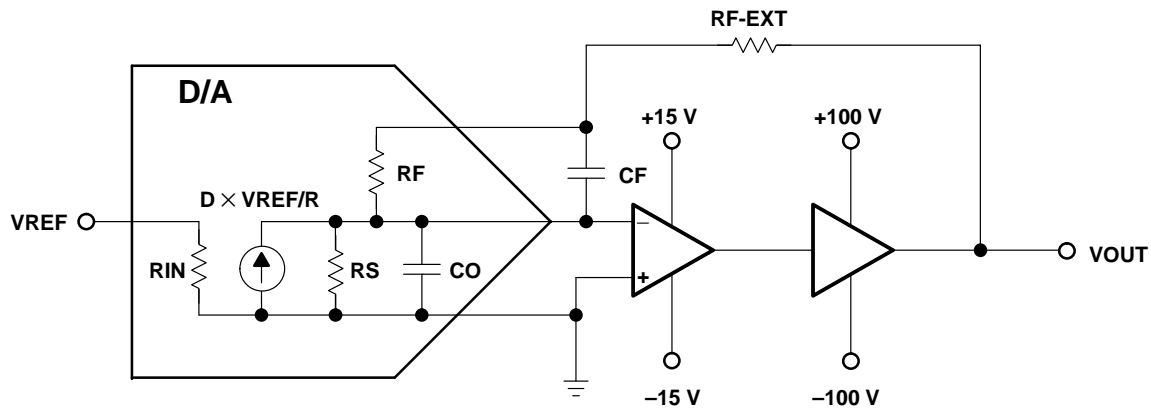 RF-EXT
D/A
+15 V
+100 V
RF
CF
D × VREF/R
VREF
–
RIN
RS
CO
+
VOUT
–15 V
–100 V